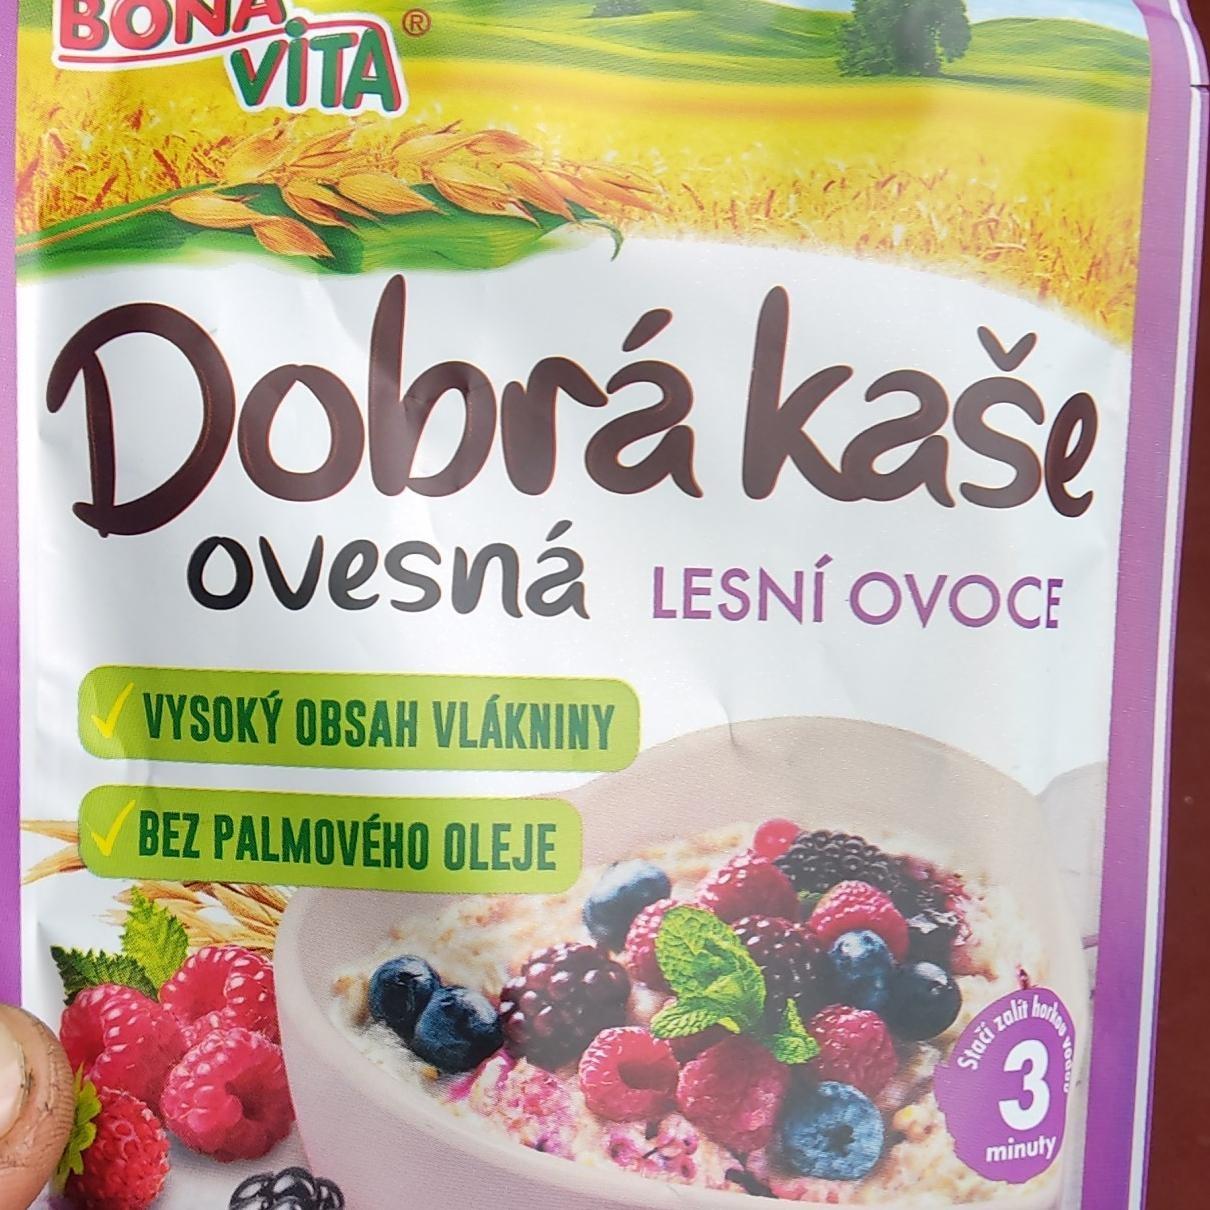 BONA
VITA®
Dobrá kaše
ovesná LESNÍ OVOCE
VYSOKÝ OBSAH VLÁKNINY
BEZ PALMOVÉHO OLEJE
Stačí zalít horkou vodou
3
minuty